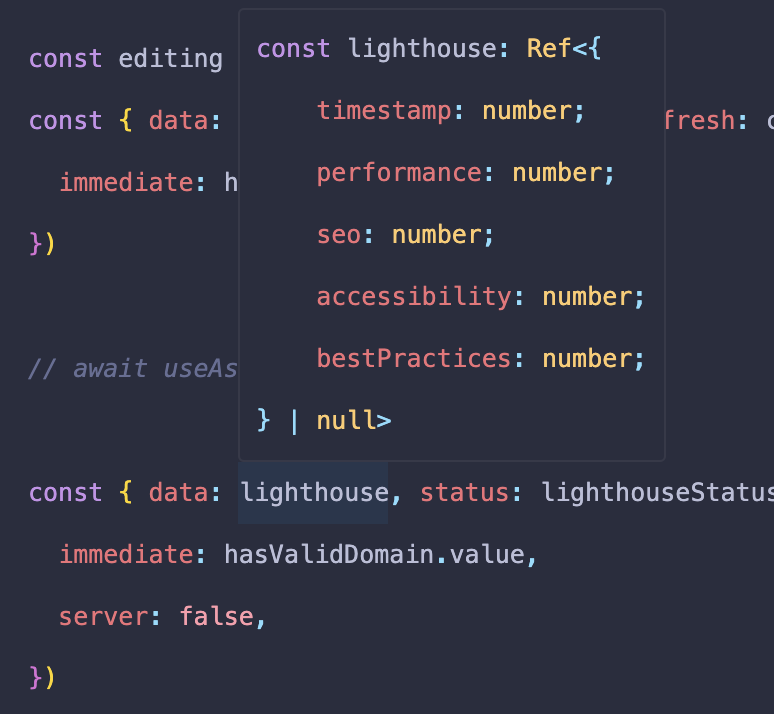 const editing
const { data:
immediate: h
})
// await useAs
const lighthouse: Ref<{
timestamp: number;
performance: number;
seo: number;
accessibility: number;
bestPractices: number;
} | null>
fresh: c
const { data: lighthouse, status: lighthouseStatus
immediate: hasValidDomain.value,
server: false,
})